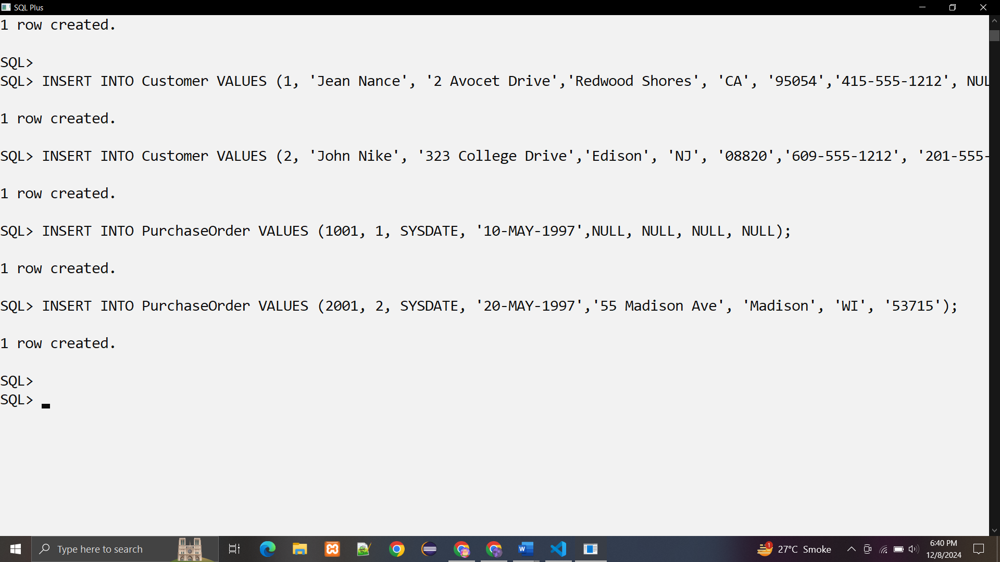 SQL Plus
1 row created.
SQL>
SQL> INSERT INTO Customer VALUES (1, 'Jean Nance', '2 Avocet Drive','Redwood Shores', 'CA', '95054','415-555-1212', NUL
1 row created.
SQL> INSERT INTO Customer VALUES (2, 'John Nike', '323 College Drive','Edison', 'NJ', '08820','609-555-1212', '201-555-
1 row created.
SQL> INSERT INTO PurchaseOrder VALUES (1001, 1, SYSDATE, '10-MAY-1997',NULL, NULL, NULL, NULL);
1 row created.
SQL> INSERT INTO PurchaseOrder VALUES (2001, 2, SYSDATE, '20-MAY-1997','55 Madison Ave', 'Madison', 'WI', '53715');
1 row created.
SQL>
SQL>
Type here to search
1
27°C Smoke
6:40 PM
12/8/2024